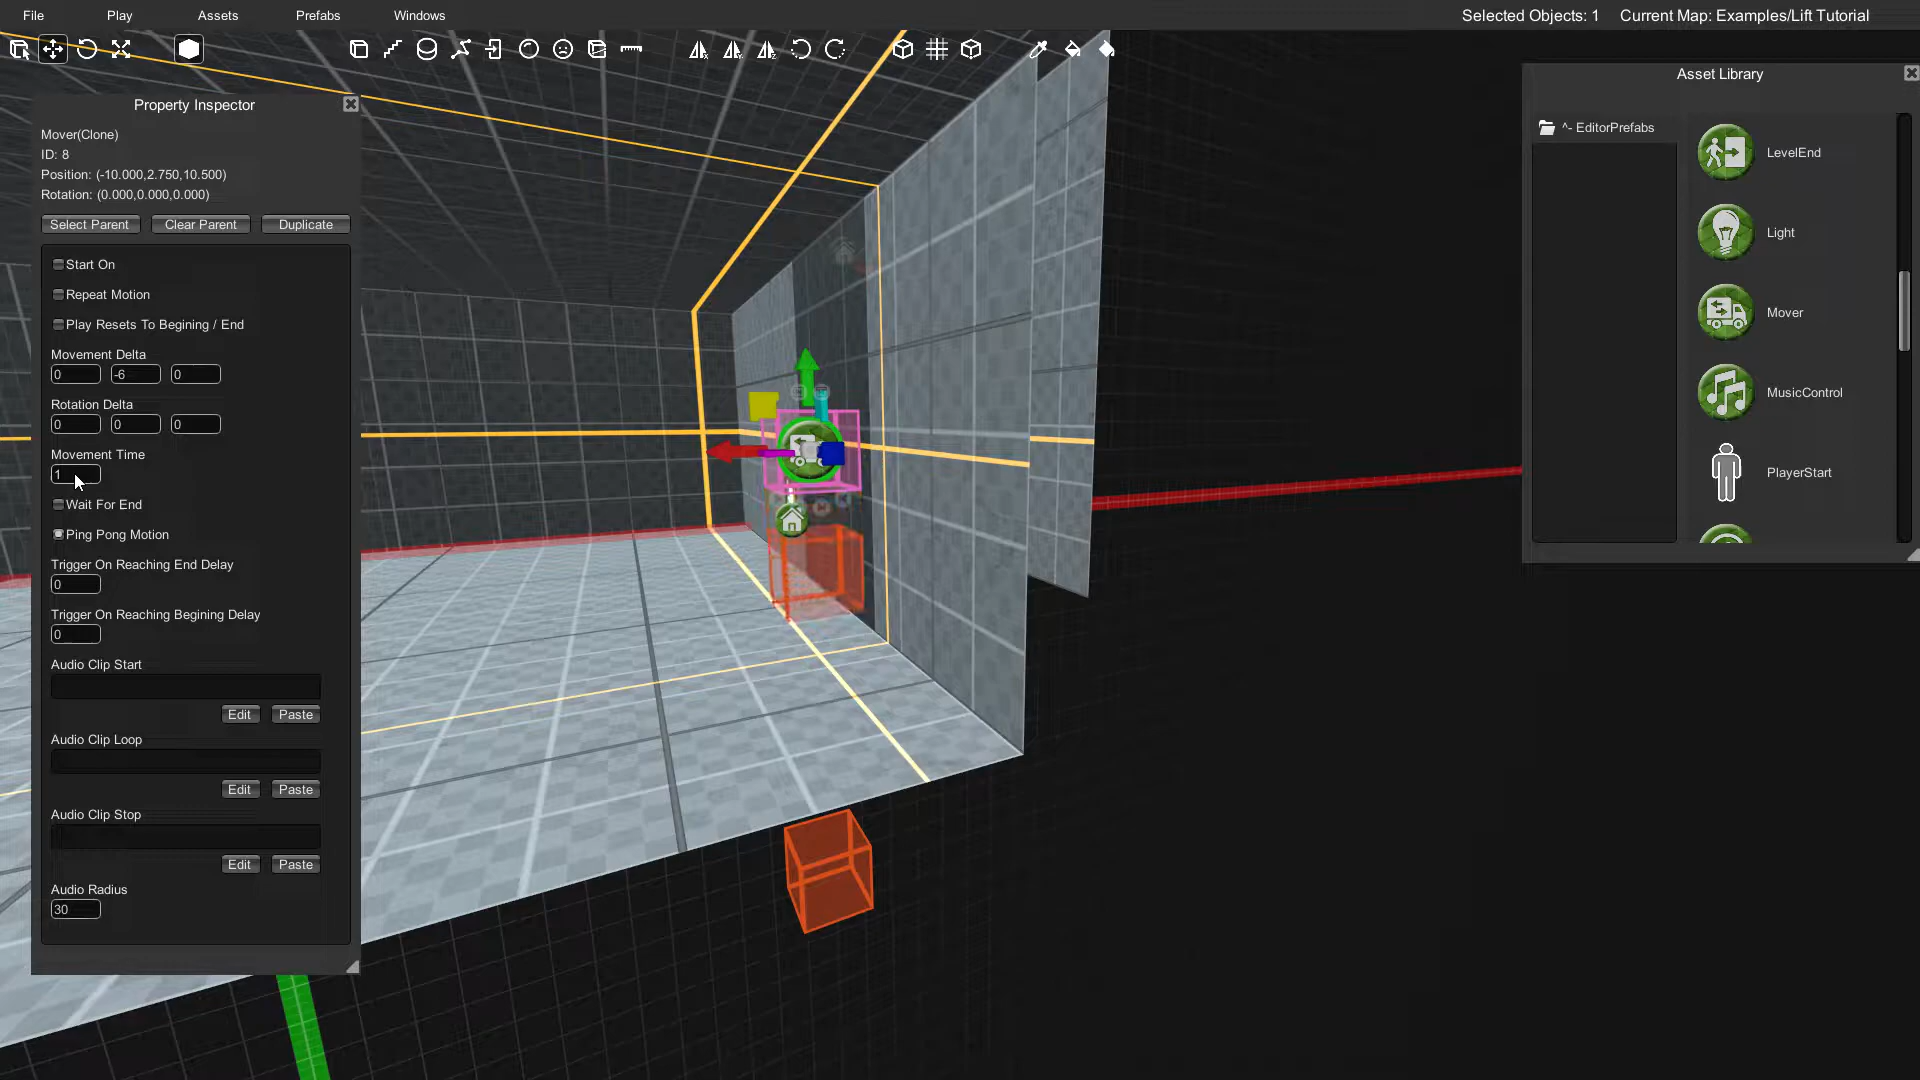 File Play Assets Prefabs Windows Selected Objects: 1 Current Map: Examples/Lift Tutorial
Property Inspector
Mover(Clone)
ID: 8
Position: (-10.000,2.750,10.500)
Rotation: (0.000,0.000,0.000)
Select Parent Clear Parent Duplicate
Start On
Repeat Motion
Play Resets To Begining / End
Movement Delta
0 -6 0
Rotation Delta
0 0 0
Movement Time
1
Wait For End
Ping Pong Motion
Trigger On Reaching End Delay
0
Trigger On Reaching Begining Delay
0
Audio Clip Start
Edit Paste
Audio Clip Loop
Edit Paste
Audio Clip Stop
Edit Paste
Audio Radius
30
Asset Library
^- EditorPrefabs
LevelEnd
Light
Mover
MusicControl
PlayerStart